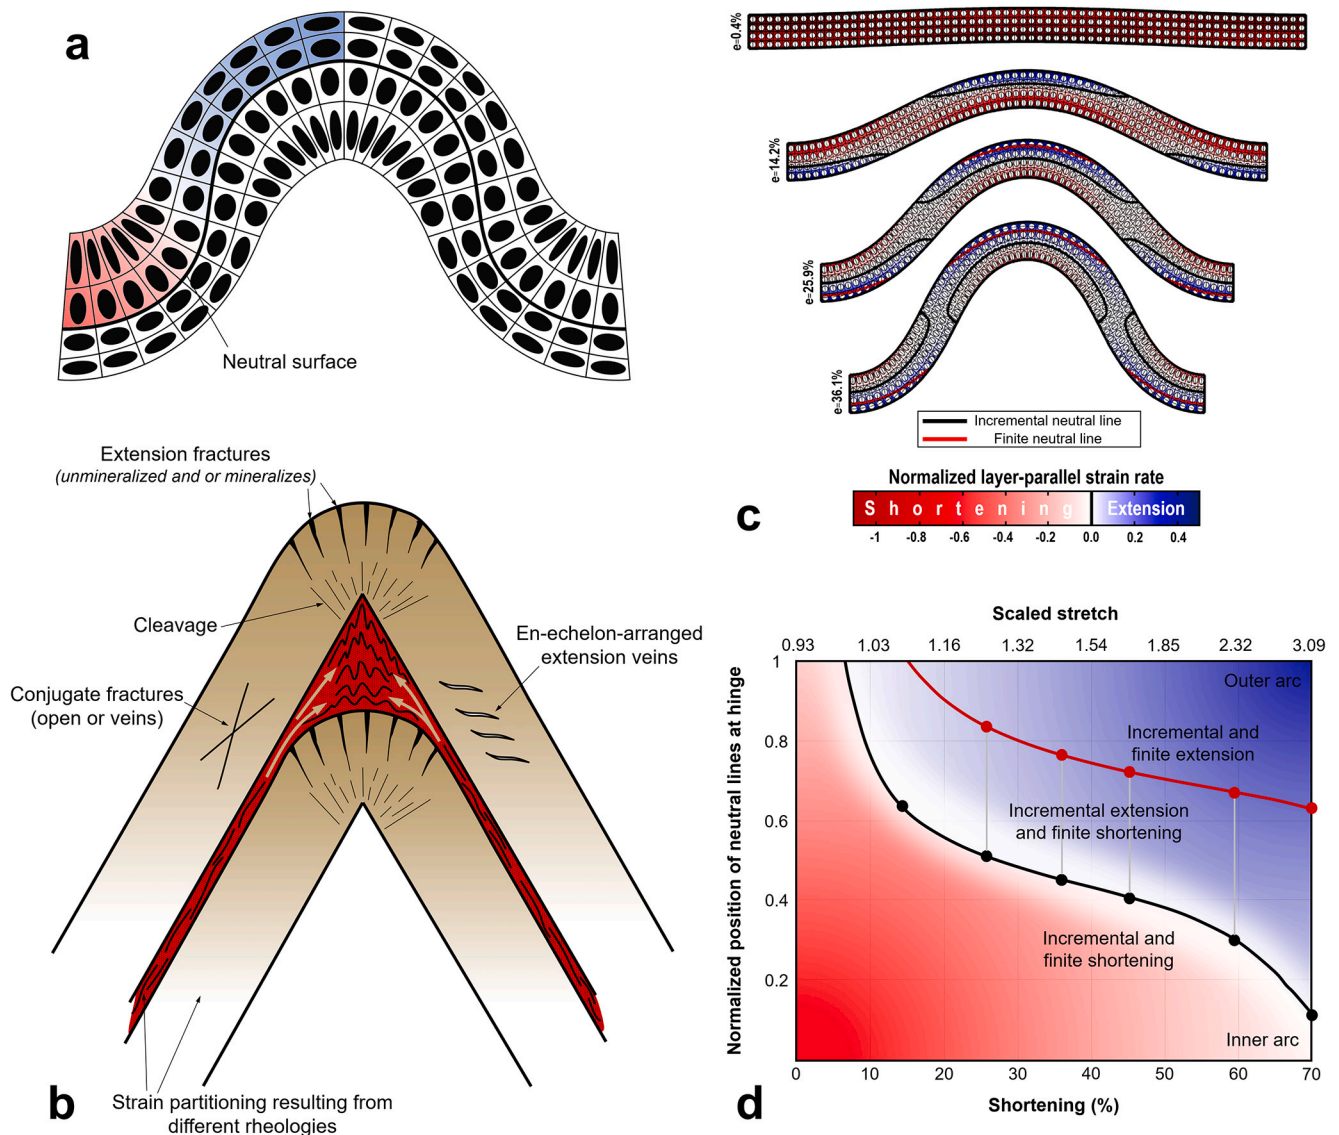 a
Neutral surface
Extension fractures
(unmineralized and or mineralizes)
Cleavage
Conjugate fractures
(open or veins)
En-echelon-arranged
extension veins
b
Strain partitioning resulting from
different rheologies
e=0.4%
e=14.2%
e=25.9%
e=36.1%
Incremental neutral line
Finite neutral line
Normalized layer-parallel strain rate
Shortening Extension
-1 -0.8 -0.6 -0.4 -0.2 0.0 0.2 0.4
c
Scaled stretch
0.93 1.03 1.16 1.32 1.54 1.85 2.32 3.09
Normalized position of neutral lines at hinge
1
0.8
0.6
0.4
0.2
Outer arc
Incremental and
finite extension
Incremental extension
and finite shortening
Incremental and
finite shortening
Inner arc
0 10 20 30 40 50 60 70
Shortening (%)
d